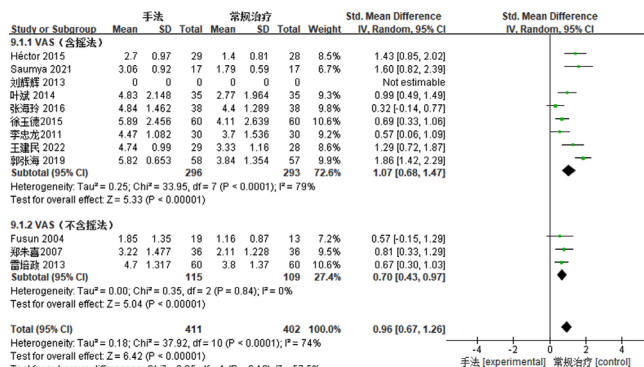 手法 常规治疗 Std. Mean Difference Std. Mean Difference
Study or Subgroup Mean SD Total Mean SD Total Weight IV, Random, 95% CI IV, Random, 95% CI
9.1.1 VAS(含摇法)
Héctor 2015 2.7 0.97 29 1.4 0.81 28 8.5% 1.43 [0.85, 2.02]
Saumya 2021 3.06 0.92 17 1.79 0.59 17 6.8% 1.60 [0.82, 2.39]
刘辉辉 2013 0 0 0 0 0 0 Not estimable
叶斌 2014 4.83 2.148 35 2.77 1.964 35 9.5% 0.99 [0.49, 1.49]
张海玲 2016 4.84 1.462 38 4.4 1.289 38 10.0% 0.32 [-0.14, 0.77]
徐玉德2015 5.89 2.456 60 4.11 2.639 60 10.9% 0.69 [0.33, 1.06]
李忠龙2011 4.47 1.082 30 3.7 1.536 30 9.3% 0.57 [0.06, 1.09]
王建民 2022 4.74 0.93 29 3.33 1.22 28 8.6% 1.29 [0.72, 1.87]
郭张海 2019 5.82 0.653 58 3.84 1.354 57 10.1% 1.86 [1.42, 2.29]
Subtotal (95% CI) 296 293 72.6% 1.07 [0.68, 1.47]
Heterogeneity: Tau² = 0.25; Chi² = 33.95, df = 7 (P < 0.0001); I² = 79%
Test for overall effect: Z = 5.33 (P < 0.00001)
9.1.2 VAS(不含摇法)
Fusun 2004 1.85 1.35 19 1.16 0.87 13 7.2% 0.57 [-0.15, 1.29]
郑朱喜2007 3.22 1.477 36 2.11 1.228 36 9.6% 0.81 [0.33, 1.29]
雷培政 2013 4.7 1.317 60 3.8 1.37 60 10.6% 0.67 [0.30, 1.03]
Subtotal (95% CI) 115 109 27.4% 0.70 [0.43, 0.97]
Heterogeneity: Tau² = 0.00; Chi² = 0.35, df = 2 (P = 0.84); I² = 0%
Test for overall effect: Z = 5.04 (P < 0.00001)
Total (95% CI) 411 402 100.0% 0.96 [0.67, 1.26]
Heterogeneity: Tau² = 0.18; Chi² = 37.92, df = 10 (P < 0.0001); I² = 74%
Test for overall effect: Z = 6.42 (P < 0.00001)
-4 -2 0 2 4
手法 [experimental] 常规治疗 [control]